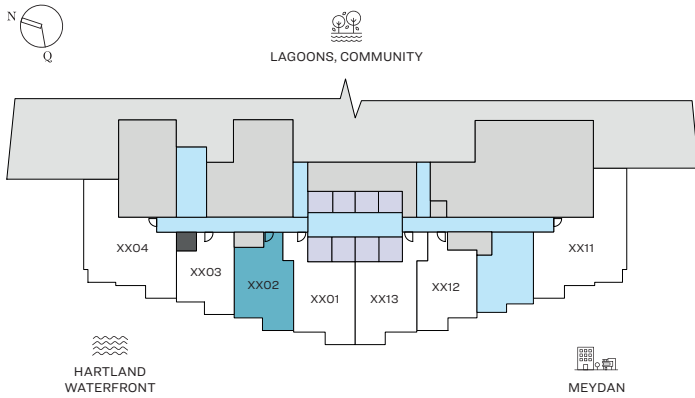 N
Q
LAGOONS, COMMUNITY
XX04
XX03
XX02
XX01
XX13
XX12
XX11
HARTLAND
WATERFRONT
MEYDAN